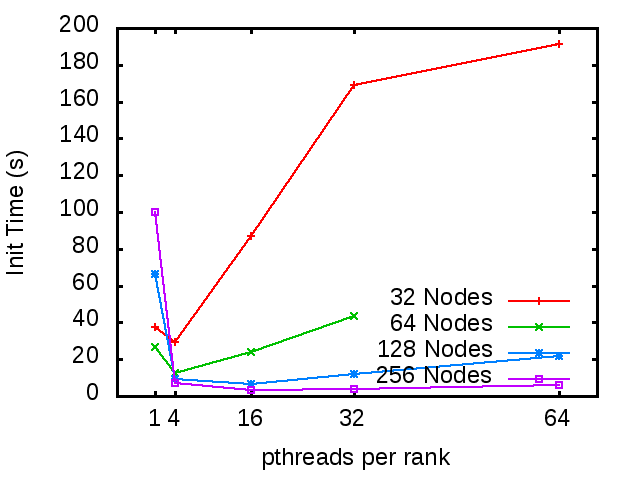 200
180
160
140
120
100
80
60
40
20
0
Init Time (s)
32 Nodes
64 Nodes
128 Nodes
256 Nodes
1 4 16 32 64
pthreads per rank